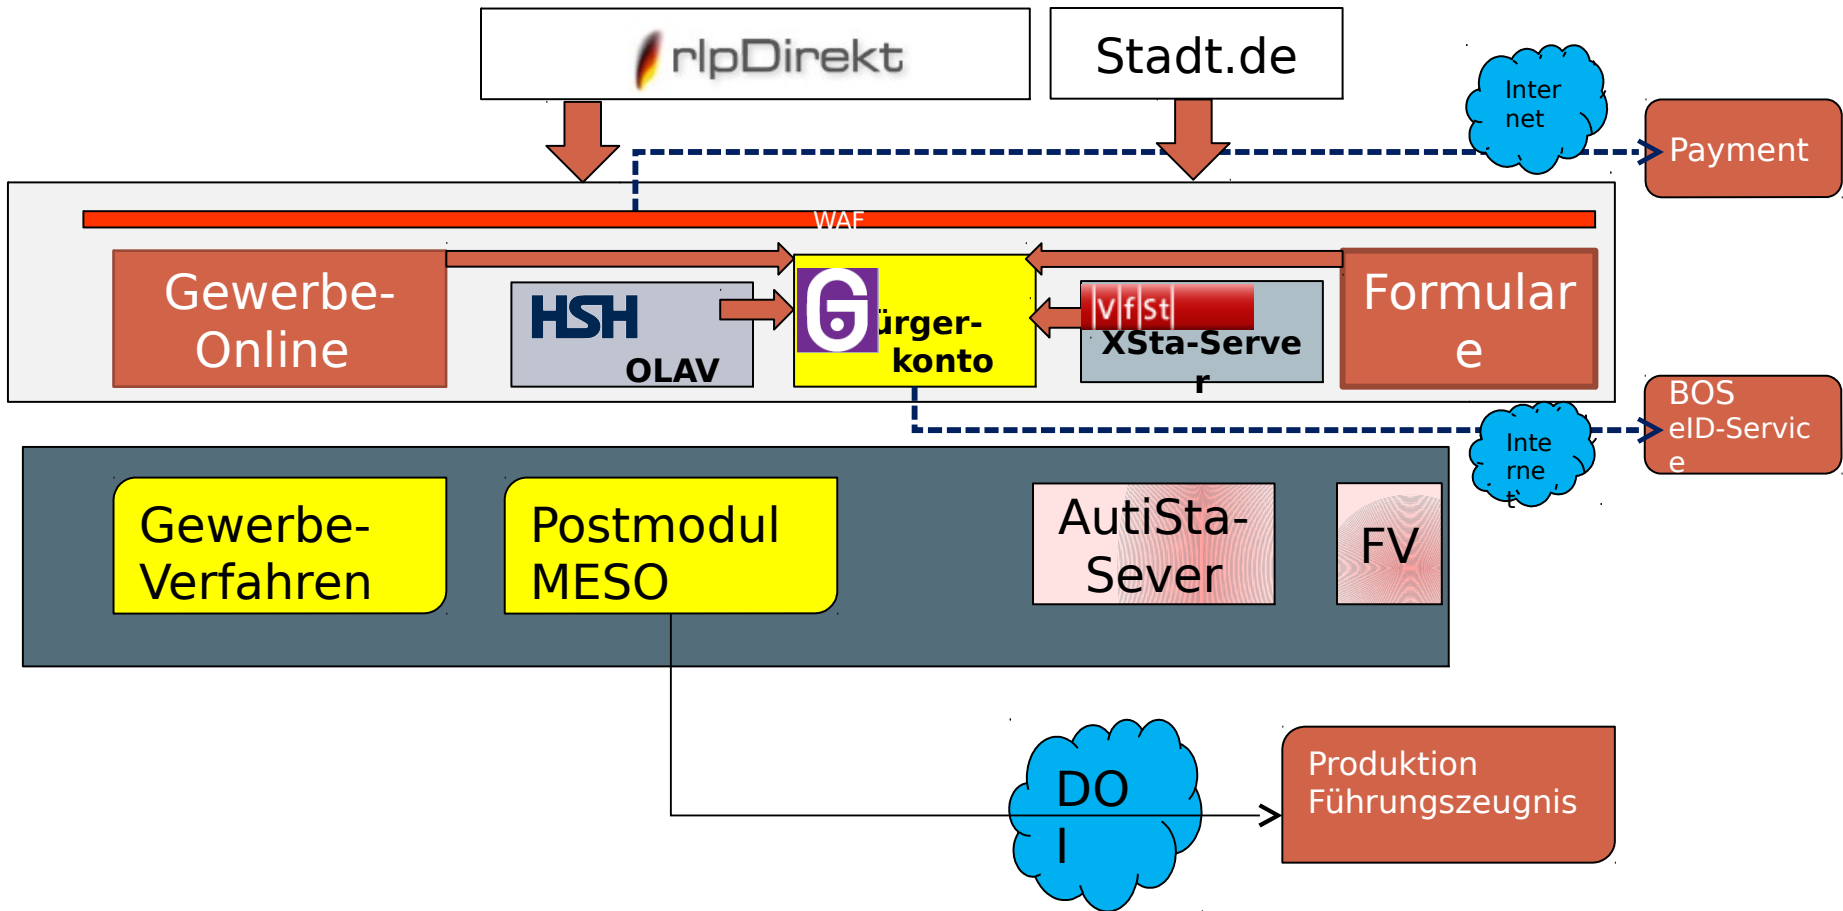 rlpDirekt
Stadt.de
Inter
net
Payment
WAF
Gewerbe-
Online
HSH
OLAV
G
ürger-
konto
V|f|St|
XSta-Serve
r
Formular
e
BOS
eID-Servic
e
Inte
rne
t
Gewerbe-
Verfahren
Postmodul
MESO
AutiSta-
Sever
FV
DO
I
Produktion
Führungszeugnis